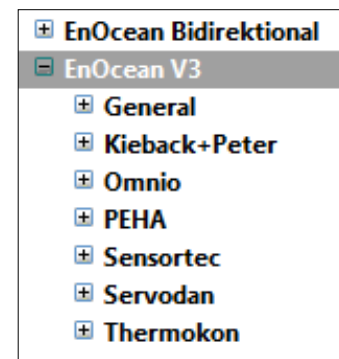 EnOcean Bidirektional
EnOcean V3
General
Kieback+Peter
Omnio
PEHA
Sensortec
Servodan
Thermokon